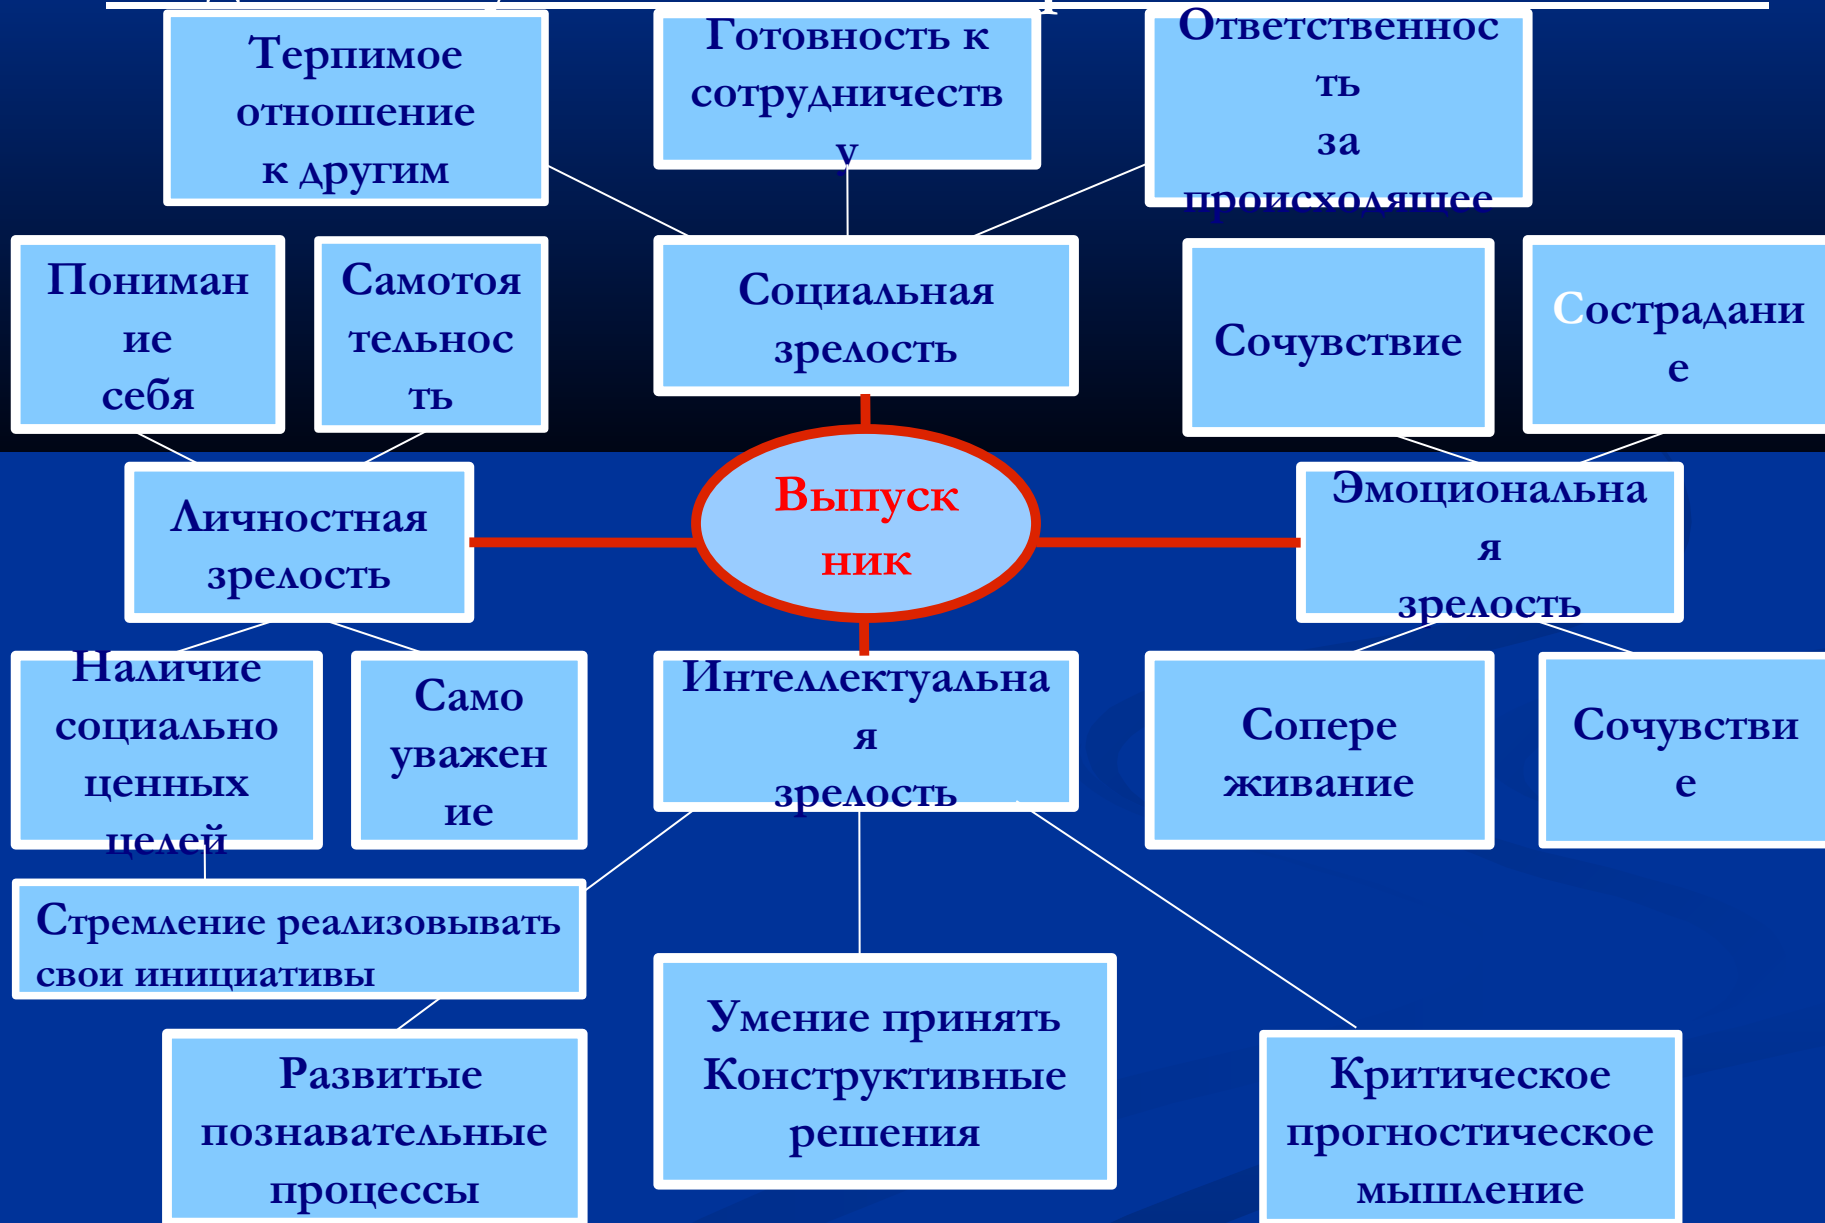 Терпимое
отношение
к другим
Готовность к
сотрудничеств
у
Ответственнос
ть
за
происходящее
Пониман
ие
себя
Самотоя
тельнос
ть
Социальная
зрелость
Сочувствие
Сострадани
е
Личностная
зрелость
Выпуск
ник
Эмоциональна
я
зрелость
Наличие
социально
ценных
целей
Само
уважен
ие
Интеллектуальна
я
зрелость
Сопере
живание
Сочувстви
е
Стремление реализовывать
свои инициативы
Развитые
познавательные
процессы
Умение принять
Конструктивные
решения
Критическое
прогностическое
мышление